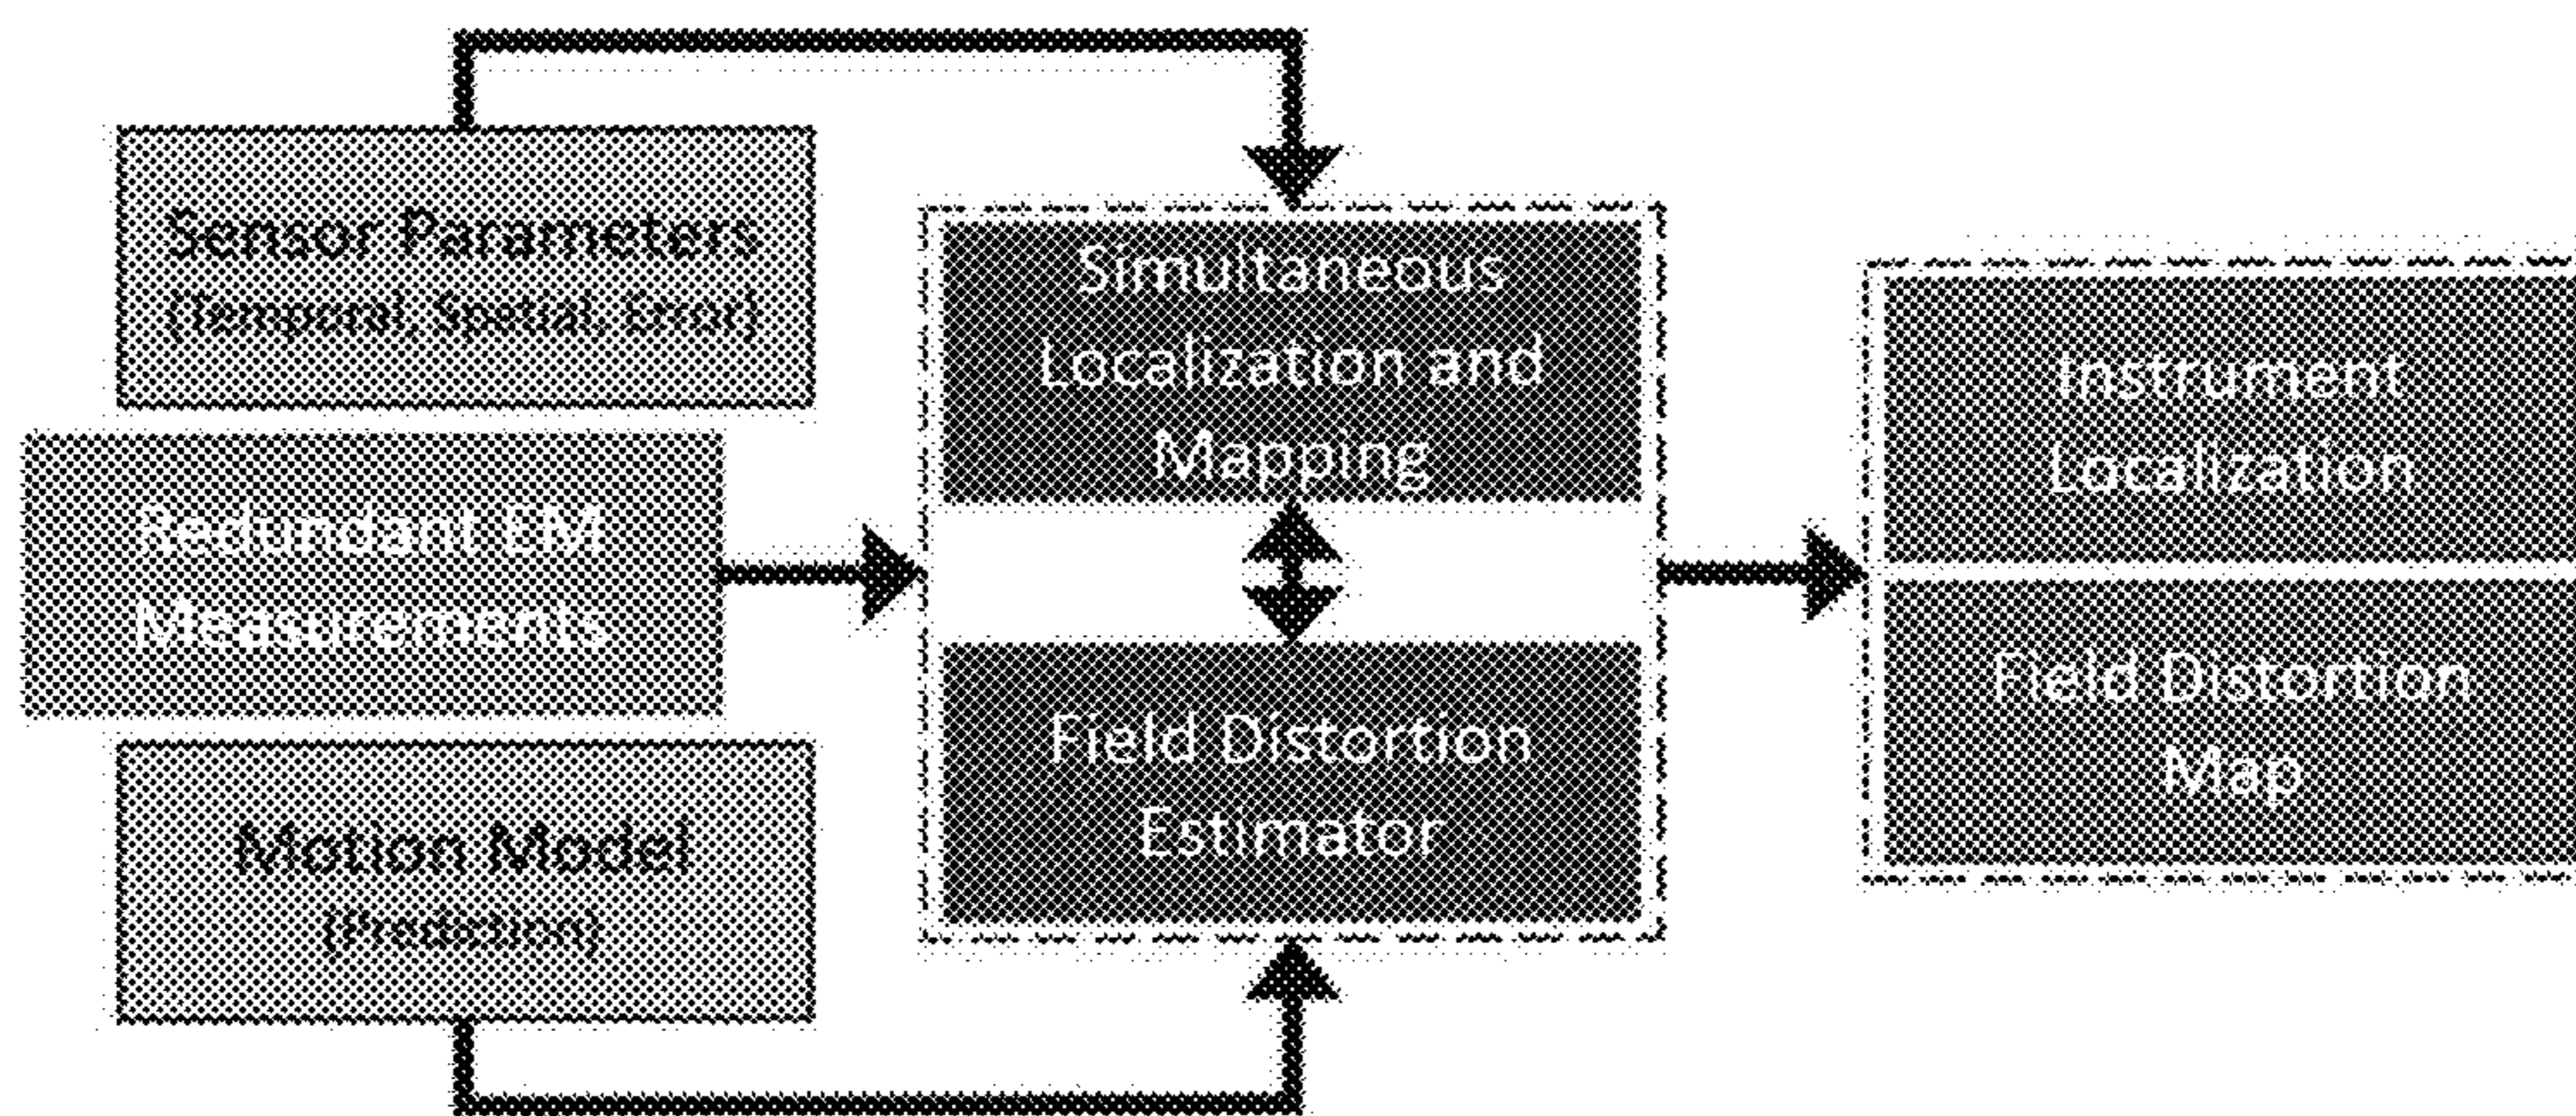 Sensor Parameters
(Temporal, Spatial, Error)
Redundant EM
Measurements
Motion Model
(Prediction)
Simultaneous
Localization and
Mapping
Field Distortion
Estimator
Instrument
Localization
Field Distortion
Map